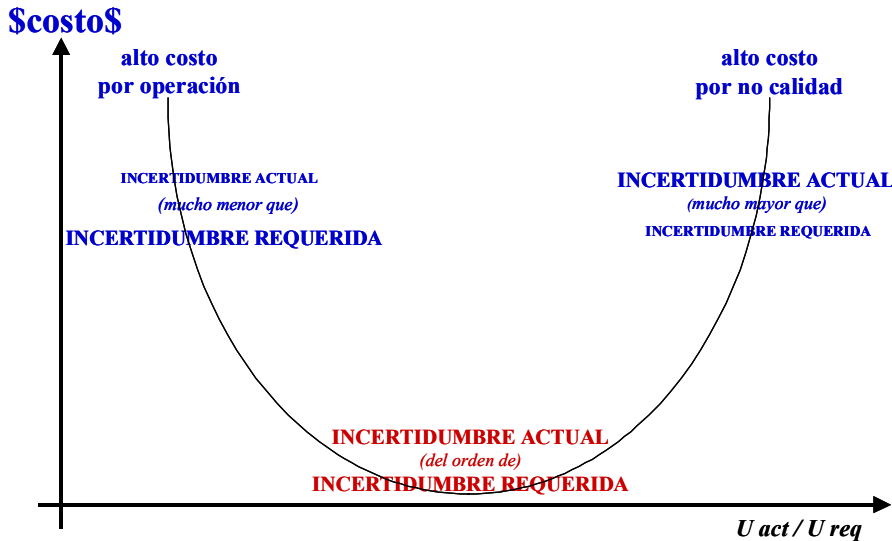 $costo$
alto costo
por operación
alto costo
por no calidad
INCERTIDUMBRE ACTUAL
(mucho menor que)
INCERTIDUMBRE REQUERIDA
INCERTIDUMBRE ACTUAL
(mucho mayor que)
INCERTIDUMBRE REQUERIDA
INCERTIDUMBRE ACTUAL
(del orden de)
INCERTIDUMBRE REQUERIDA
U act / U req